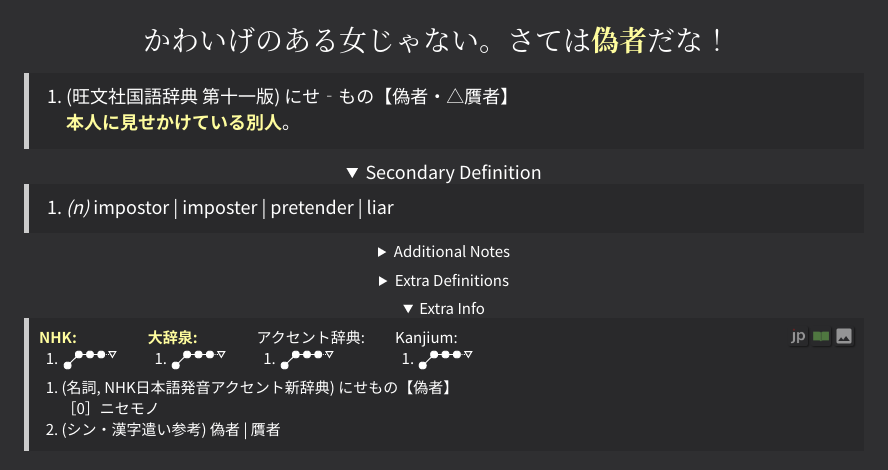 かわいげのある女じゃない。さては偽者だな！
1. (旺文社国語辞典 第十一版) にせ‐もの【偽者・△贋者】
本人に見せかけている別人。
▼ Secondary Definition
1. (n) impostor | imposter | pretender | liar
▶ Additional Notes
▶ Extra Definitions
▼ Extra Info
NHK: 大辞泉: アクセント辞典: Kanjium: jp
1. 1. 1. 1.
1. (名詞, NHK日本語発音アクセント新辞典) にせもの【偽者】
［0］ニセモノ
2. (シン・漢字遣い参考) 偽者 | 贋者